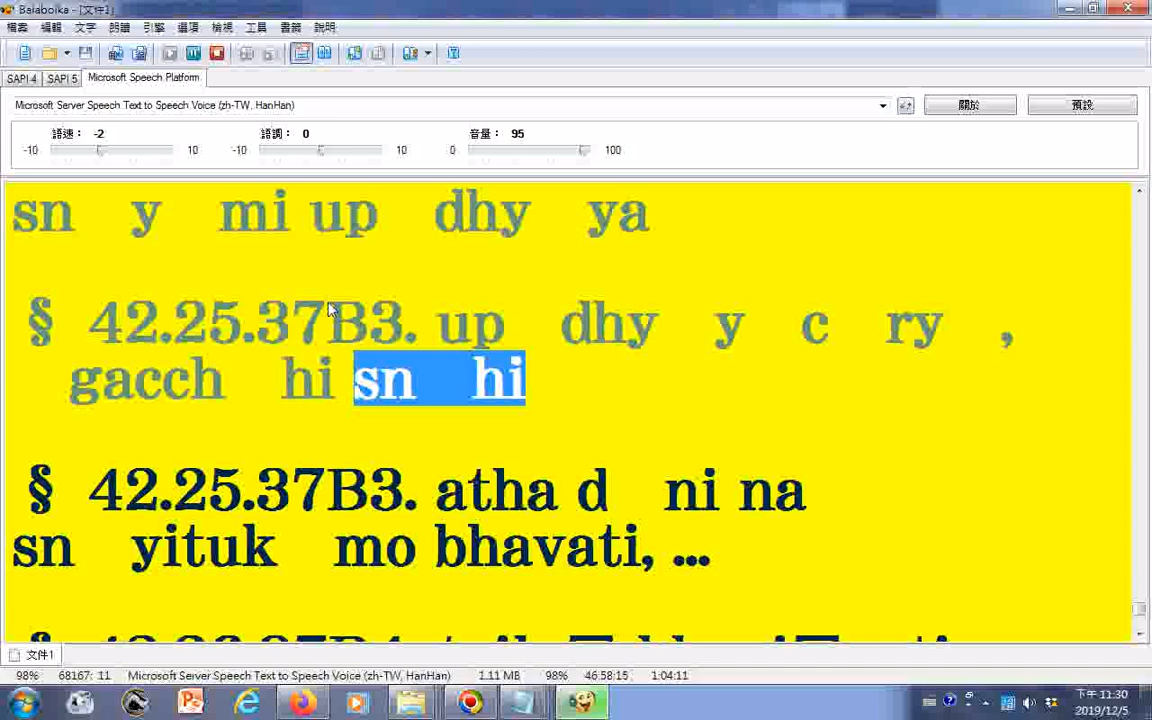 Balabolka - [文件1]
檔案 編輯 文字 朗讀 引擎 選項 檢視 工具 書籤 說明
SAPI 4 SAPI 5 Microsoft Speech Platform
Microsoft Server Speech Text to Speech Voice (zh-TW, HanHan) 關於 預設
語速： -2 語調： 0 音量： 95
-10 10 -10 10 0 100
sn y mi up dhy ya
§ 42.25.37B3. up dhy y c ry ,
gacch hi sn hi
§ 42.25.37B3. atha d ni na
sn yituk mo bhavati, ...
文件1
98% 68167: 11 Microsoft Server Speech Text to Speech Voice (zh-TW, HanHan) 1.11 MB 98% 46:58:15 1:04:11
下午 11:30
2019/12/5